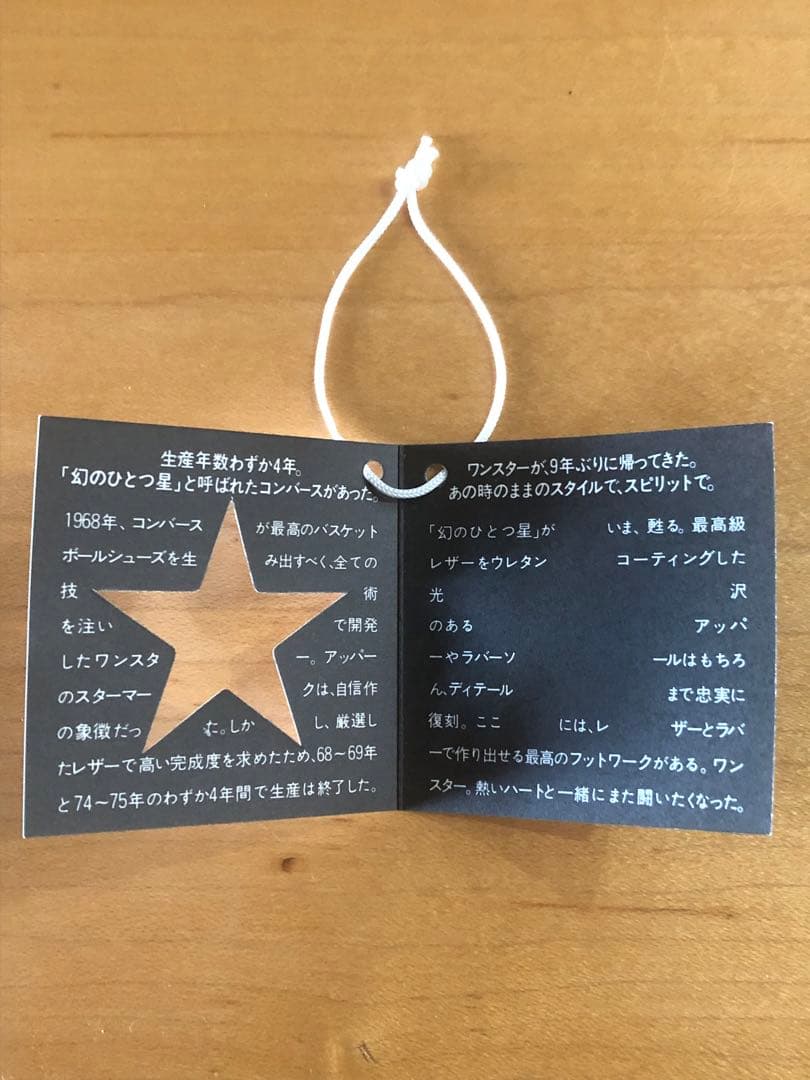 生産年数わずか4年。
「幻のひとつ星」と呼ばれたコンバースがあった。
1968年、コンバース が最高のバスケット
ボールシューズを生 み出すべく、全ての
技 術
を注い で開発
したワンスタ ー。アッパー
のスターマー クは、自信作
の象徴だっ た。しか し、厳選し
たレザーで高い完成度を求めたため、68〜69年
と74〜75年のわずか4年間で生産は終了した。
ワンスターが、9年ぶりに帰ってきた。
あの時のままのスタイルで、スピリットで。
「幻のひとつ星」が いま、甦る。最高級
レザーをウレタン コーティングした
光 沢
のある アッパ
ーやラバーソ ールはもちろ
ん、ディテール まで忠実に
復刻。ここ には、レ ザーとラバ
ーで作り出せる最高のフットワークがある。ワン
スター。熱いハートと一緒にまた闘いたくなった。